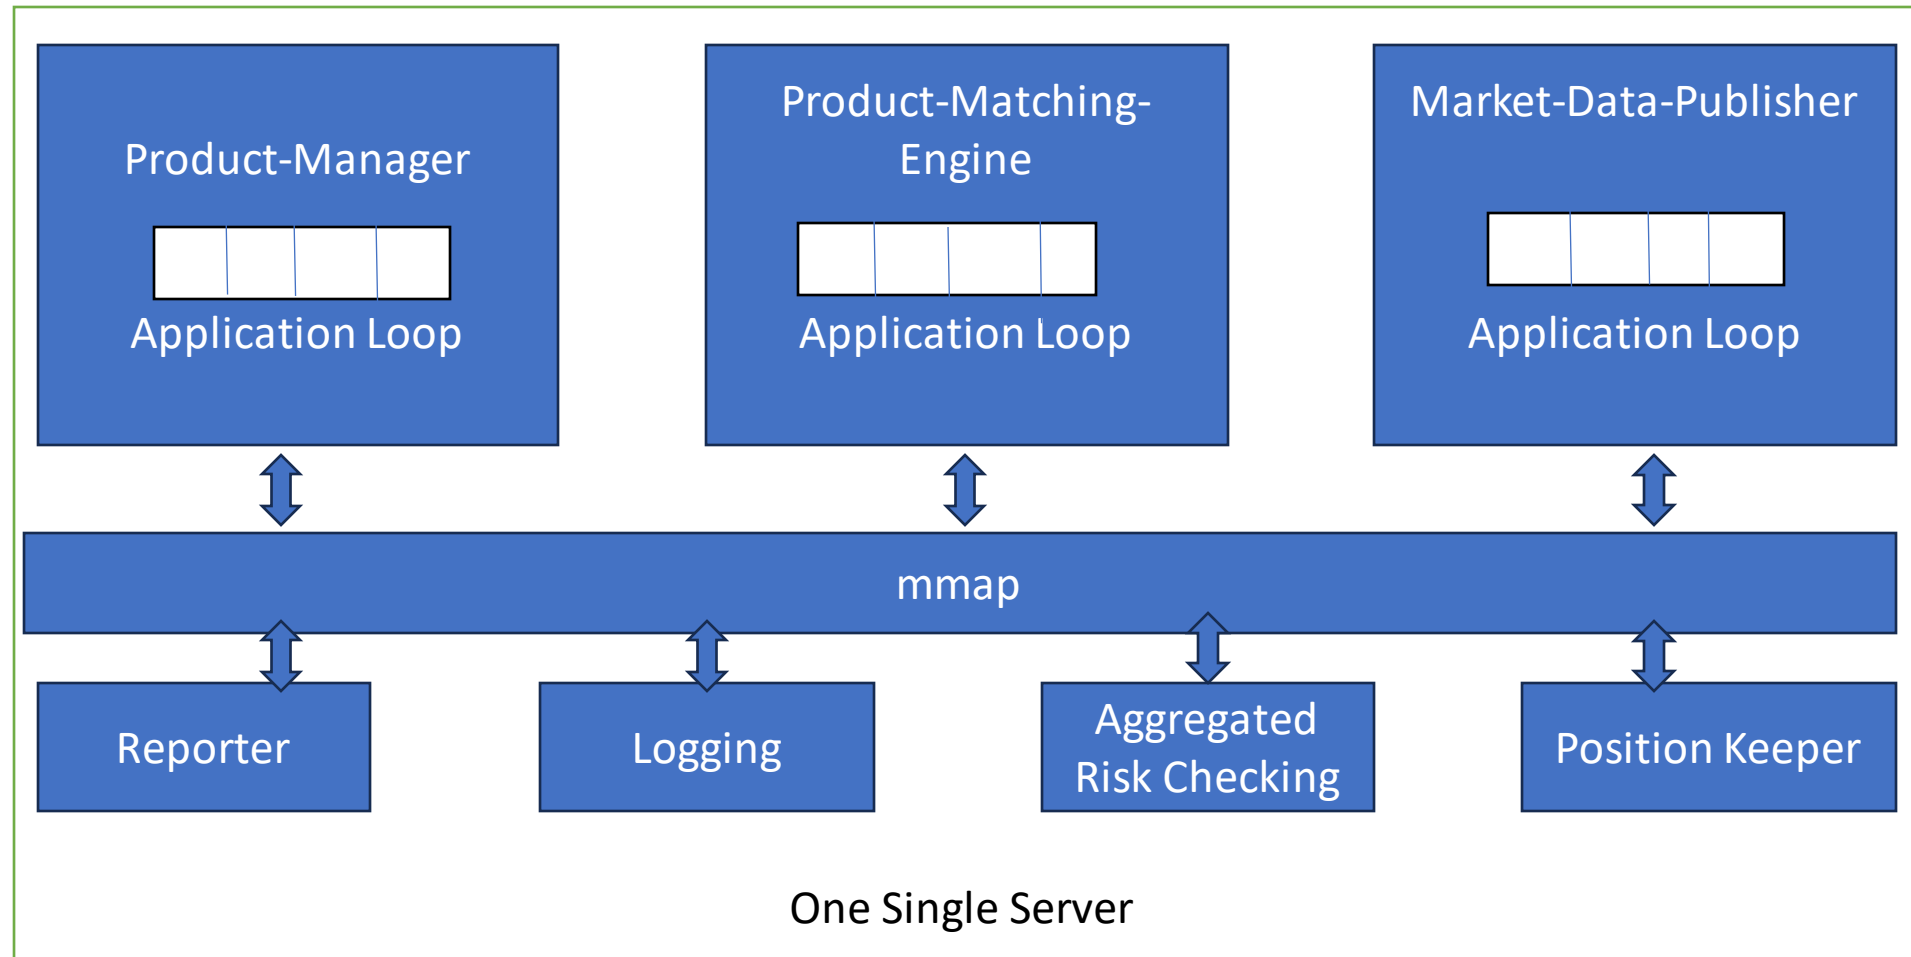 Product-Manager
Application Loop
Product-Matching-
Engine
Application Loop
Market-Data-Publisher
Application Loop
mmap
Reporter
Logging
Aggregated
Risk Checking
Position Keeper
One Single Server